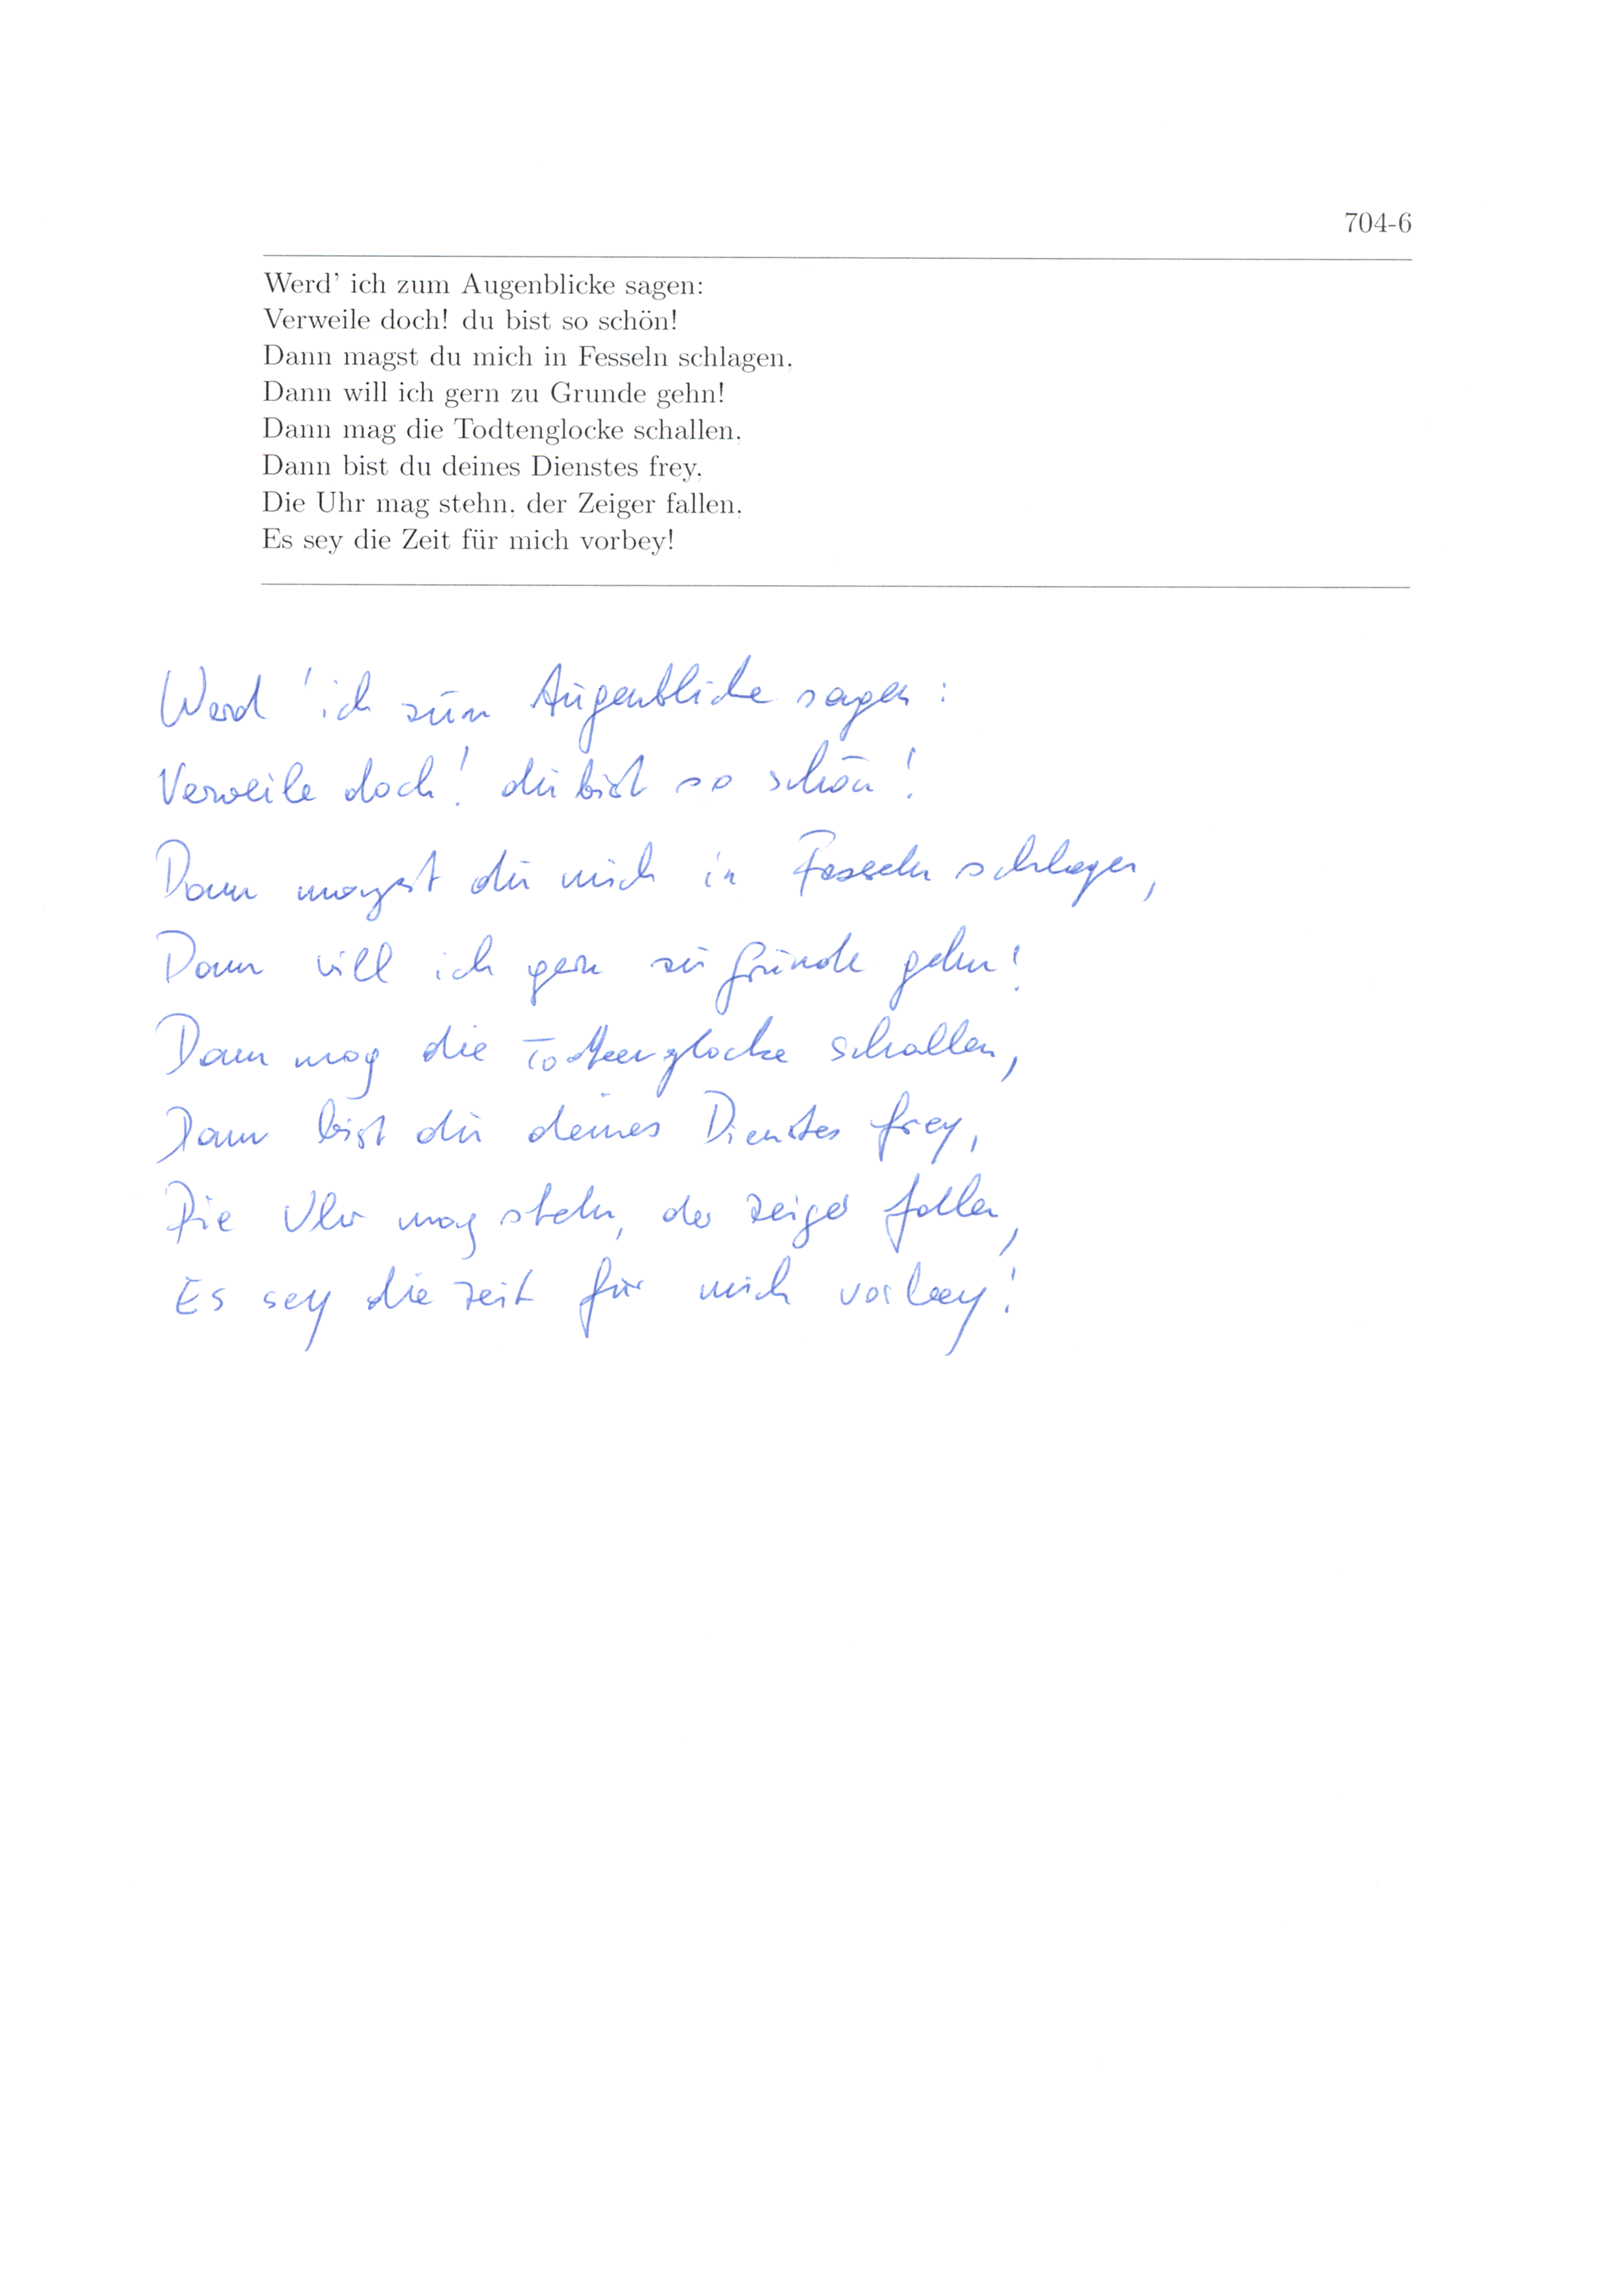 704-6
Werd' ich zum Augenblicke sagen:
Verweile doch! du bist so schön!
Dann magst du mich in Fesseln schlagen,
Dann will ich gern zu Grunde gehn!
Dann mag die Todtenglocke schallen,
Dann bist du deines Dienstes frey,
Die Uhr mag stehn, der Zeiger fallen,
Es sey die Zeit für mich vorbey!
Werd' ich zum Augenblicke sagen:
Verweile doch! du bist so schön!
Dann magst du mich in Fesseln schlagen,
Dann will ich gern zu Grunde gehn!
Dann mag die Todtenglocke schallen,
Dann bist du deines Dienstes frey,
Die Uhr mag stehn, der Zeiger fallen,
Es sey die Zeit für mich vorbey!